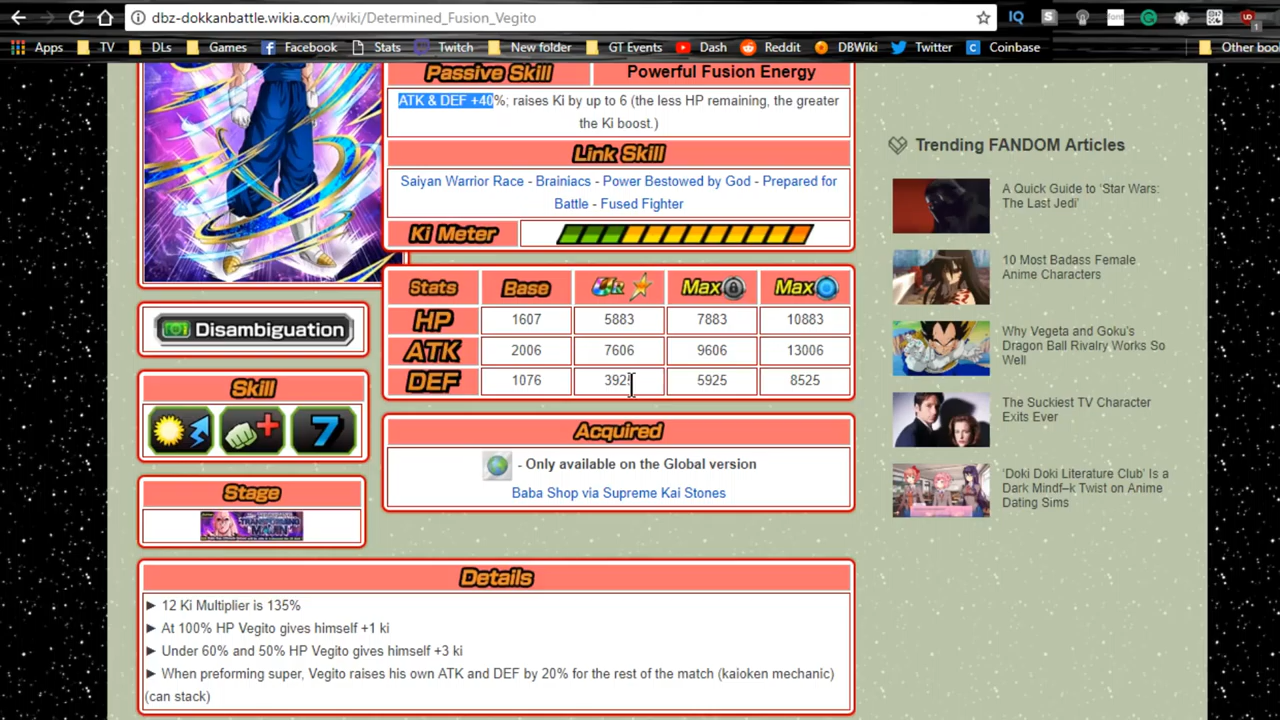 dbz-dokkanbattle.wikia.com/wiki/Determined_Fusion_Vegito
Apps TV DLs Games Facebook Stats Twitch New folder GT Events Dash Reddit DBWiki Twitter Coinbase Other boo
Passive Skill Powerful Fusion Energy
ATK & DEF +40%; raises Ki by up to 6 (the less HP remaining, the greater
the Ki boost.)
Link Skill
Saiyan Warrior Race - Brainiacs - Power Bestowed by God - Prepared for
Battle - Fused Fighter
Ki Meter
Stats Base Max Max
HP 1607 5883 7883 10883
ATK 2006 7606 9606 13006
DEF 1076 3925 5925 8525
Disambiguation
Skill
7
Stage
TRANSFORMING
MAJIN
Acquired
- Only available on the Global version
Baba Shop via Supreme Kai Stones
Details
► 12 Ki Multiplier is 135%
► At 100% HP Vegito gives himself +1 ki
► Under 60% and 50% HP Vegito gives himself +3 ki
► When preforming super, Vegito raises his own ATK and DEF by 20% for the rest of the match (kaioken mechanic)
(can stack)
Trending FANDOM Articles
A Quick Guide to 'Star Wars:
The Last Jedi'
10 Most Badass Female
Anime Characters
Why Vegeta and Goku's
Dragon Ball Rivalry Works So
Well
The Suckiest TV Character
Exits Ever
'Doki Doki Literature Club' Is a
Dark Mindf--k Twist on Anime
Dating Sims